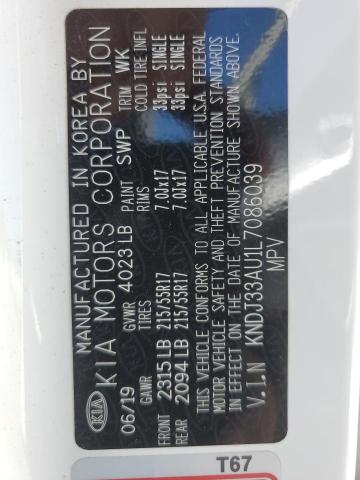 MANUFACTURED IN KOREA BY
KIA KIA MOTORS CORPORATION
06/19 GVWR 4023LB PAINT SWP TRIM WK
GAWR RIMS COLD TIRE INFL
FRONT 2315LB 215/55R17 7.0Jx17 33psi SINGLE
REAR 2094LB 215/55R17 7.0Jx17 33psi SINGLE
THIS VEHICLE CONFORMS TO ALL APPLICABLE U.S.A. FEDERAL
MOTOR VEHICLE SAFETY AND THEFT PREVENTION STANDARDS
IN EFFECT ON THE DATE OF MANUFACTURE SHOWN ABOVE.
V.I.N KNDJ33AU1L7086039
MPV
T67